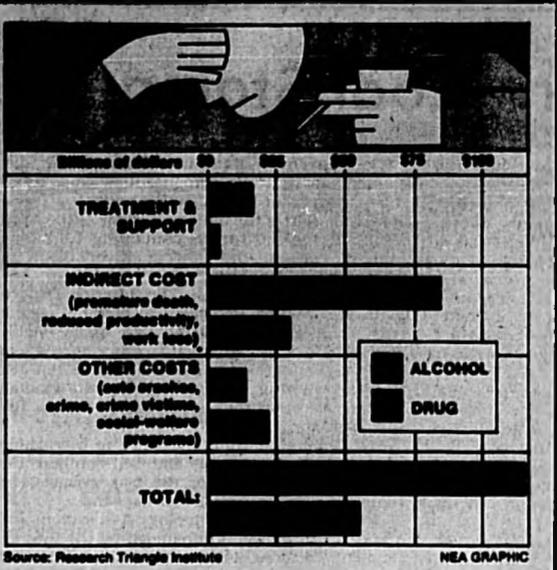 Billions of dollars $0 $25 $50 $75 $100
TREATMENT &
SUPPORT
INDIRECT COST
(premature death,
reduced productivity,
work loss)
OTHER COSTS
(auto crashes,
crime, crime victims,
social-welfare
programs)
ALCOHOL
DRUG
TOTAL:
Source: Research Triangle Institute
NEA GRAPHIC